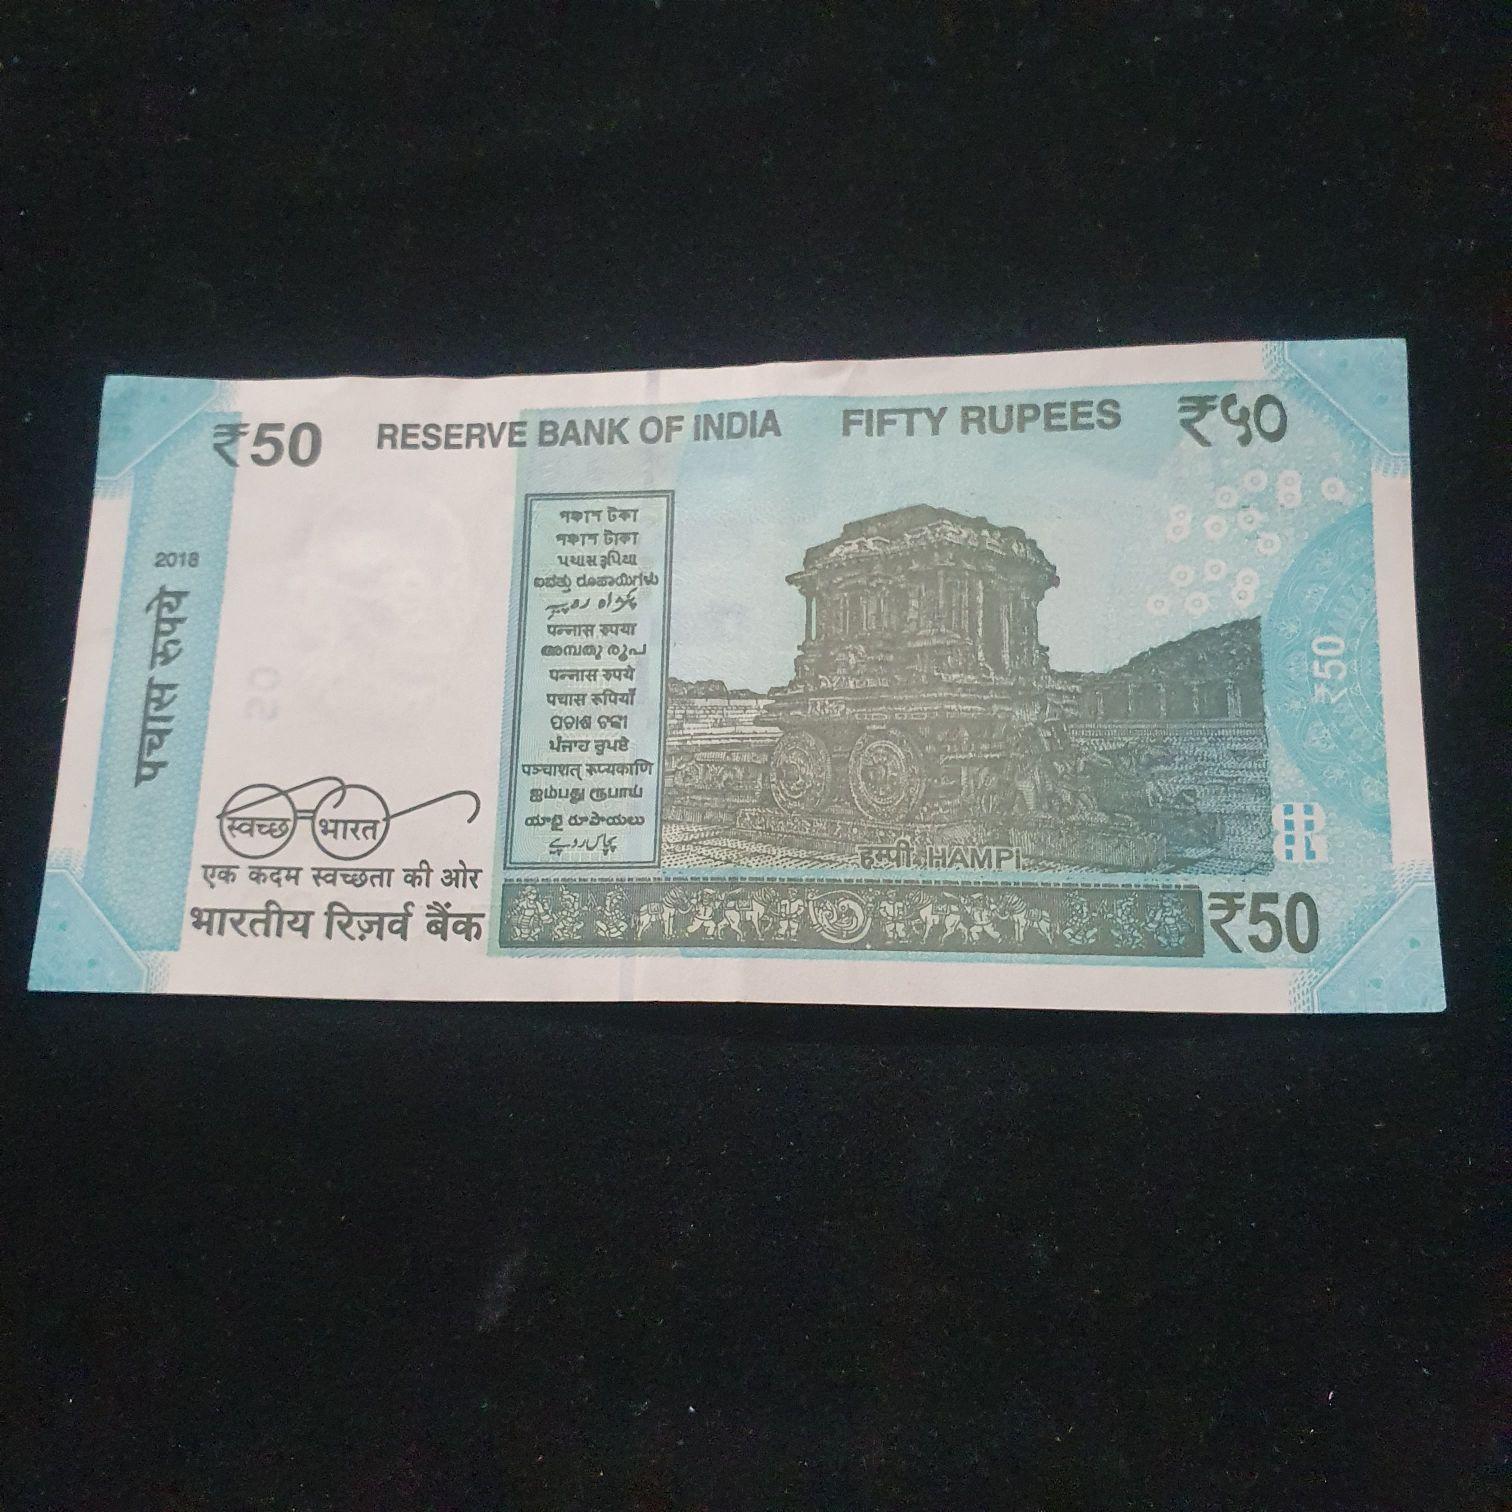 ₹50
RESERVE BANK OF INDIA
FIFTY RUPEES
₹५०
2018
पचास रुपये
পঞ্চাশ টকা
পঞ্চাশ টাকা
પચાસ રૂપિયા
ಐವತ್ತು ರೂಪಾಯಿಗಳು
पन्नास रुपया
അമ്പതു രൂപ
पन्नास रुपये
पचास रूपियाँ
ପଚାଶ ଟଙ୍କା
ਪੰਜਾਹ ਰੁਪਏ
पञ्चाशत् रूप्यकाणि
ஐம்பது ரூபாய்
యాభై రూపాయలు
پچاس روپے
₹50
स्वच्छ भारत
एक कदम स्वच्छता की ओर
भारतीय रिज़र्व बैंक
हम्पी HAMPI
₹50